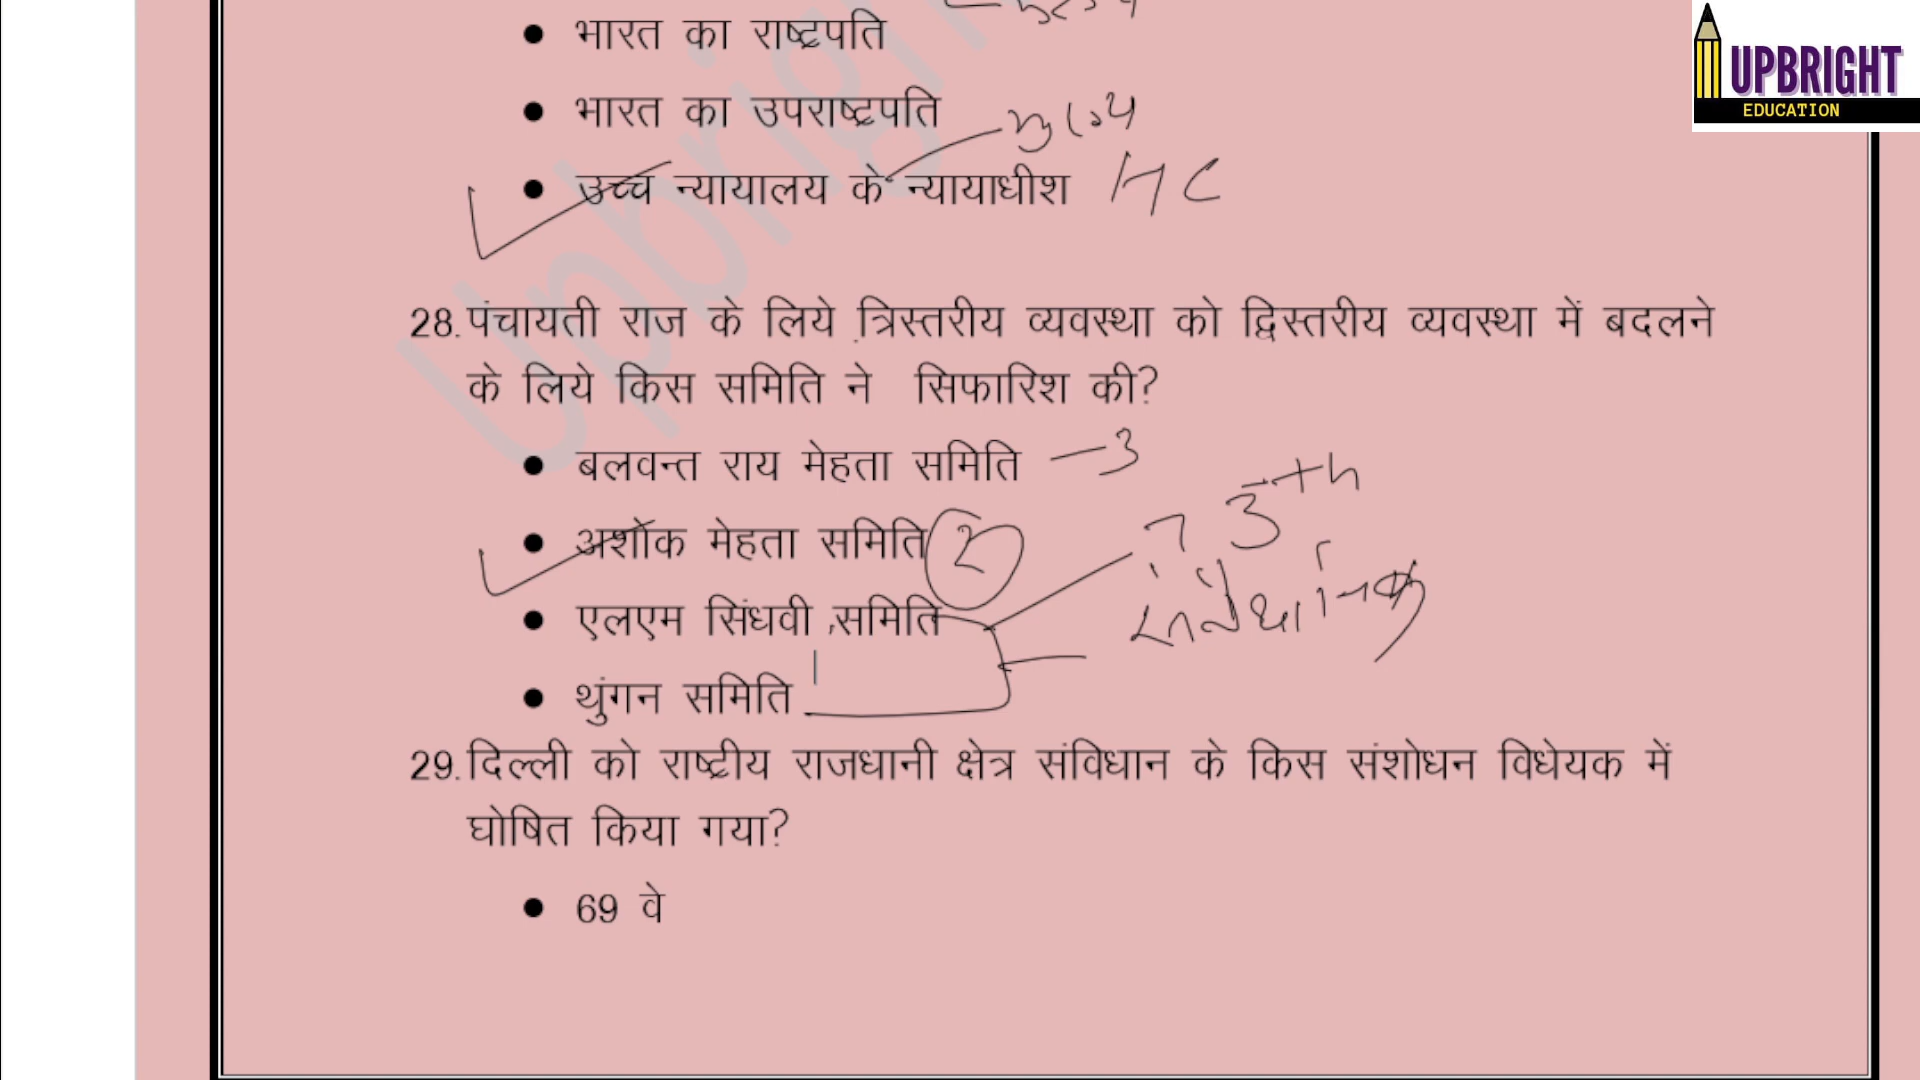 भारत का राष्ट्रपति
UPBRIGHT
EDUCATION
भारत का उपराष्ट्रपति
उच्च न्यायालय के न्यायाधीश HC
28. पंचायती राज के लिये त्रिस्तरीय व्यवस्था को द्विस्तरीय व्यवस्था में बदलने
के लिये किस समिति ने सिफारिश की?
बलवन्त राय मेहता समिति – 3
अशोक मेहता समिति 2
73th
एलएम सिंघवी समिति
संवैधानिक
थुंगन समिति
29. दिल्ली को राष्ट्रीय राजधानी क्षेत्र संविधान के किस संशोधन विधेयक में
घोषित किया गया?
69 वे